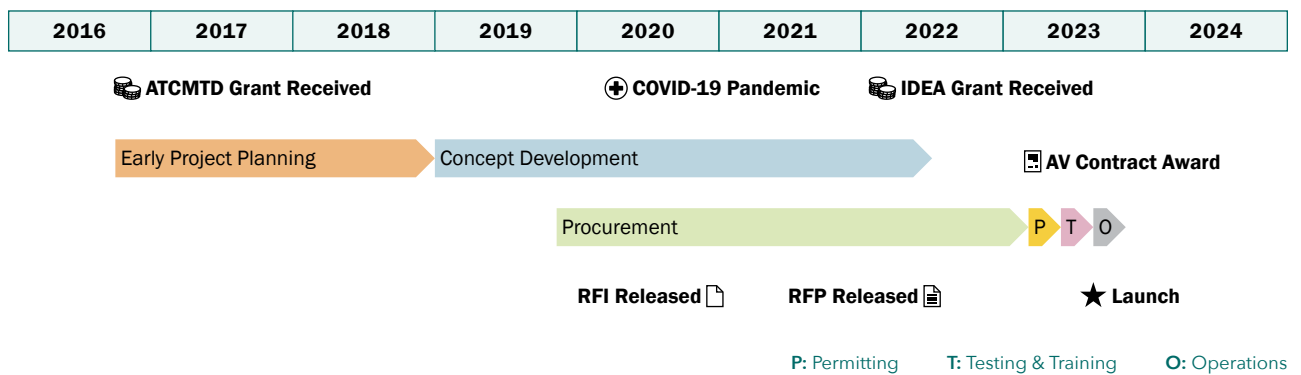 2016 2017 2018 2019 2020 2021 2022 2023 2024
ATCMTD Grant Received COVID-19 Pandemic IDEA Grant Received
Early Project Planning Concept Development
AV Contract Award
Procurement P T O
RFI Released RFP Released Launch
P: Permitting T: Testing & Training O: Operations